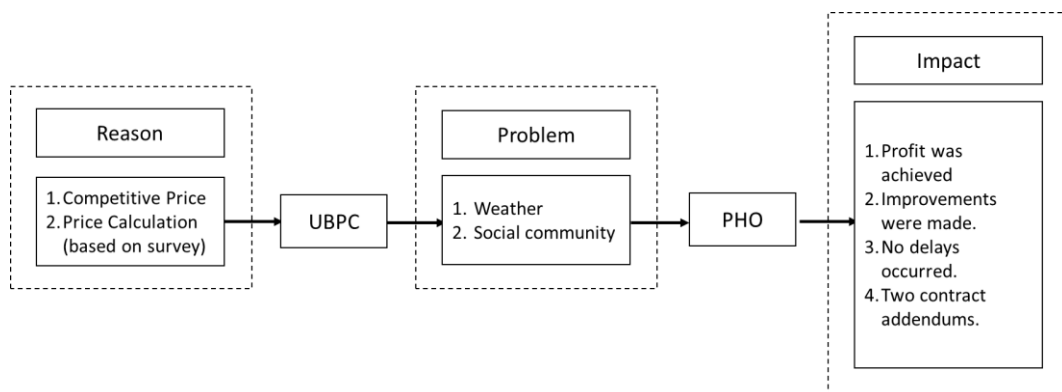 Reason
1. Competitive Price
2. Price Calculation
(based on survey)
UBPC
Problem
1. Weather
2. Social community
PHO
Impact
1. Profit was
achieved
2. Improvements
were made.
3. No delays
occurred.
4. Two contract
addendums.